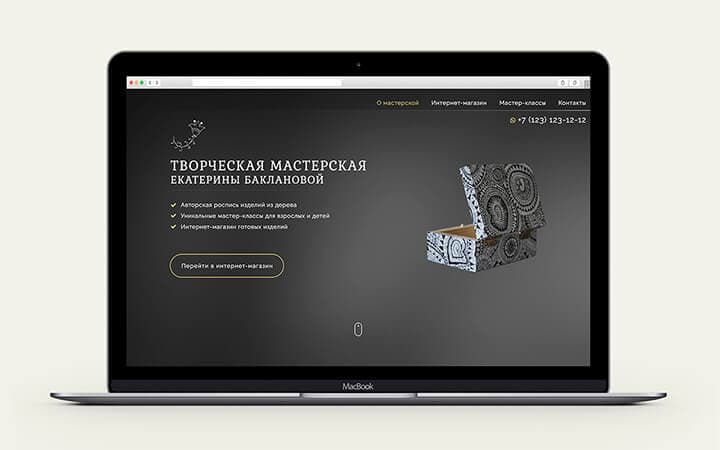 О мастерской Интернет-магазин Мастер-классы Контакты
+7 (123) 123-12-12
ТВОРЧЕСКАЯ МАСТЕРСКАЯ
ЕКАТЕРИНЫ БАКЛАНОВОЙ
Авторская роспись изделий из дерева
Уникальные мастер-классы для взрослых и детей
Интернет-магазин готовых изделий
Перейти в интернет-магазин
MacBook